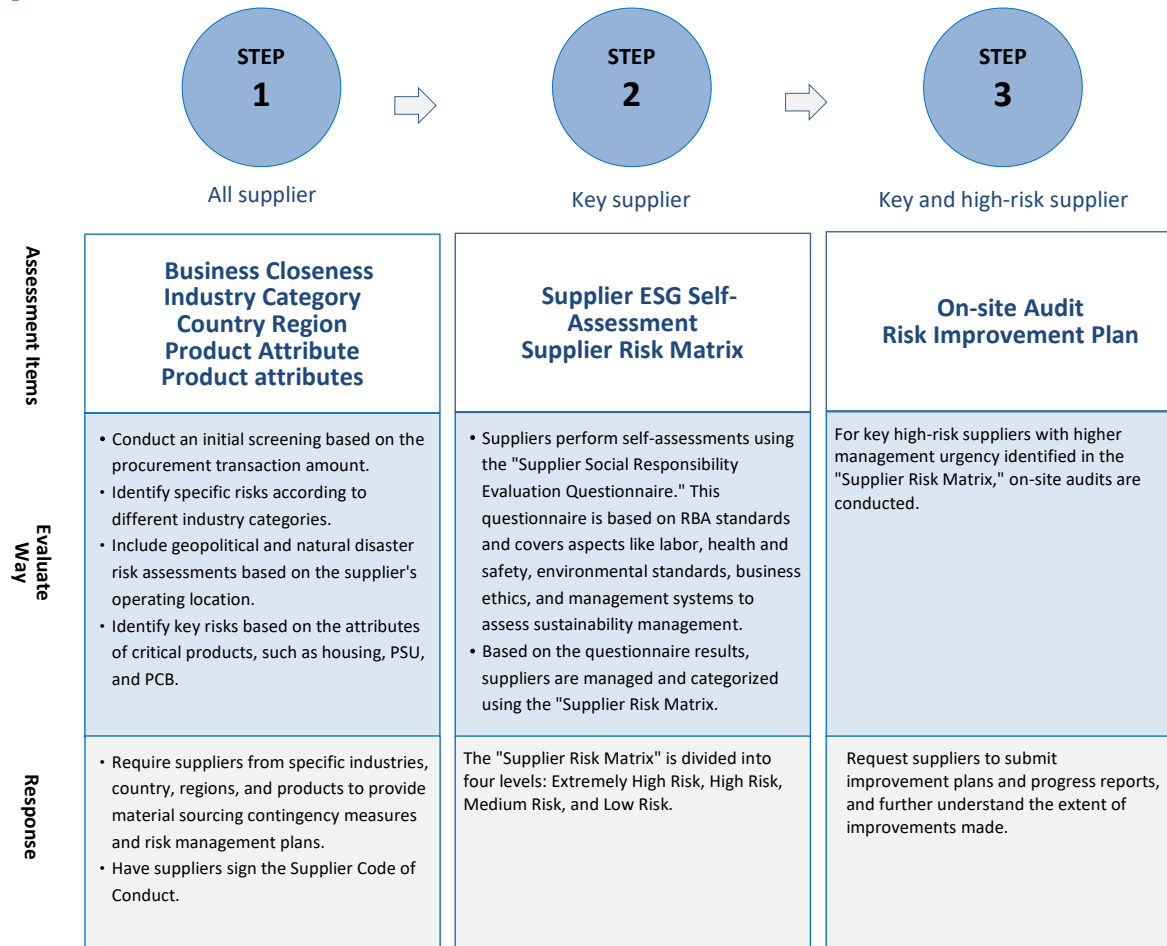 STEP
1
STEP
2
STEP
3
All supplier
Key supplier
Key and high-risk supplier
Assessment Items
Business Closeness
Industry Category
Country Region
Product Attribute
Product attributes
Supplier ESG Self-
Assessment
Supplier Risk Matrix
On-site Audit
Risk Improvement Plan
Evaluate
Way
• Conduct an initial screening based on the
procurement transaction amount.
• Identify specific risks according to
different industry categories.
• Include geopolitical and natural disaster
risk assessments based on the supplier's
operating location.
• Identify key risks based on the attributes
of critical products, such as housing, PSU,
and PCB.
• Suppliers perform self-assessments using
the "Supplier Social Responsibility
Evaluation Questionnaire." This
questionnaire is based on RBA standards
and covers aspects like labor, health and
safety, environmental standards, business
ethics, and management systems to
assess sustainability management.
• Based on the questionnaire results,
suppliers are managed and categorized
using the "Supplier Risk Matrix.
For key high-risk suppliers with higher
management urgency identified in the
"Supplier Risk Matrix," on-site audits are
conducted.
Response
• Require suppliers from specific industries,
country, regions, and products to provide
material sourcing contingency measures
and risk management plans.
• Have suppliers sign the Supplier Code of
Conduct.
The "Supplier Risk Matrix" is divided into
four levels: Extremely High Risk, High Risk,
Medium Risk, and Low Risk.
Request suppliers to submit
improvement plans and progress reports,
and further understand the extent of
improvements made.